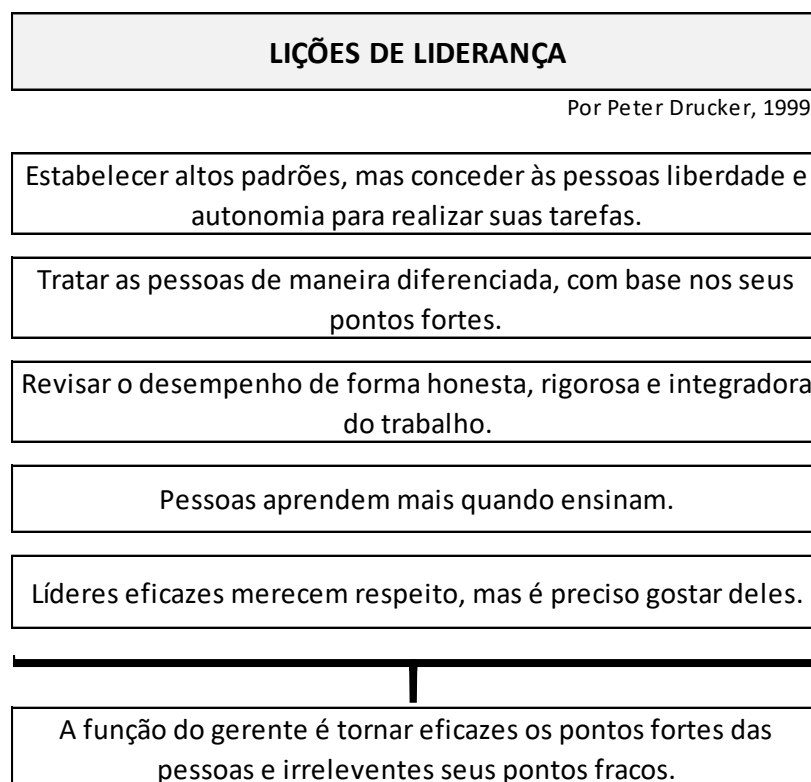 LIÇÕES DE LIDERANÇA
Por Peter Drucker, 1999
Estabelecer altos padrões, mas conceder às pessoas liberdade e
autonomia para realizar suas tarefas.
Tratar as pessoas de maneira diferenciada, com base nos seus
pontos fortes.
Revisar o desempenho de forma honesta, rigorosa e integradora
do trabalho.
Pessoas aprendem mais quando ensinam.
Líderes eficazes merecem respeito, mas é preciso gostar deles.
A função do gerente é tornar eficazes os pontos fortes das
pessoas e irreleventes seus pontos fracos.